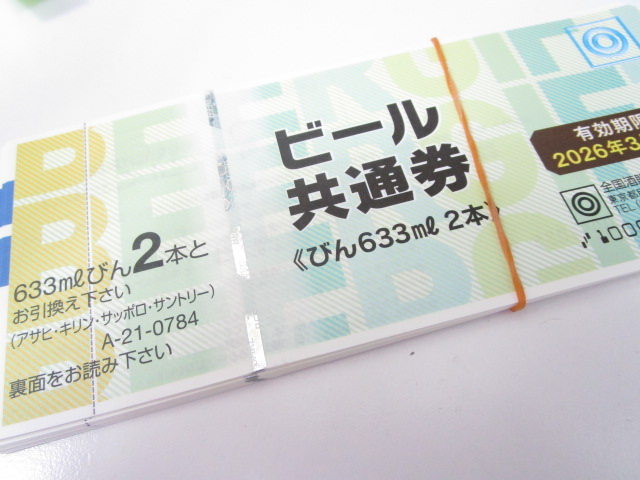 ビール
共通券
《びん633㎖ 2本》
633㎖びん2本と
お引換え下さい
(アサヒ・キリン・サッポロ・サントリー)
A-21-0784
裏面をお読み下さい
有効期限
2026年3
全国酒販
東京都
TEL